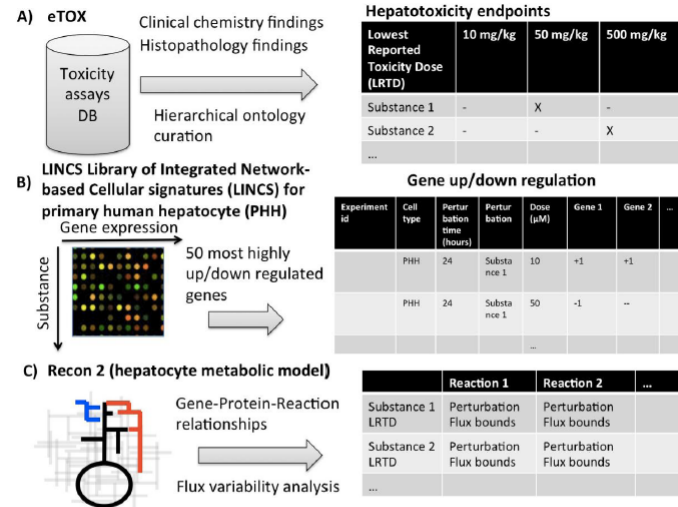 A) eTOX
Clinical chemistry findings
Histopathology findings
Toxicity
assays
DB
Hierarchical ontology
curation
Hepatotoxicity endpoints
Lowest Reported Toxicity Dose (LRTD) 10 mg/kg 50 mg/kg 500 mg/kg
Substance 1 - X -
Substance 2 - - X
...
B) LINCS Library of Integrated Network-
based Cellular signatures (LINCS) for
primary human hepatocyte (PHH)
Gene expression
Substance
50 most highly
up/down regulated
genes
Gene up/down regulation
Experiment id Cell type Pertur bation time (hours) Pertur bation Dose (µM) Gene 1 Gene 2 ...
PHH 24 Substa nce 1 10 +1 +1
PHH 24 Substa nce 1 50 -1 --
...
C) Recon 2 (hepatocyte metabolic model)
Gene-Protein-Reaction
relationships
Flux variability analysis
Reaction 1 Reaction 2 ...
Substance 1 Perturbation Perturbation
LRTD Flux bounds Flux bounds
Substance 2 Perturbation Perturbation
LRTD Flux bounds Flux bounds
...